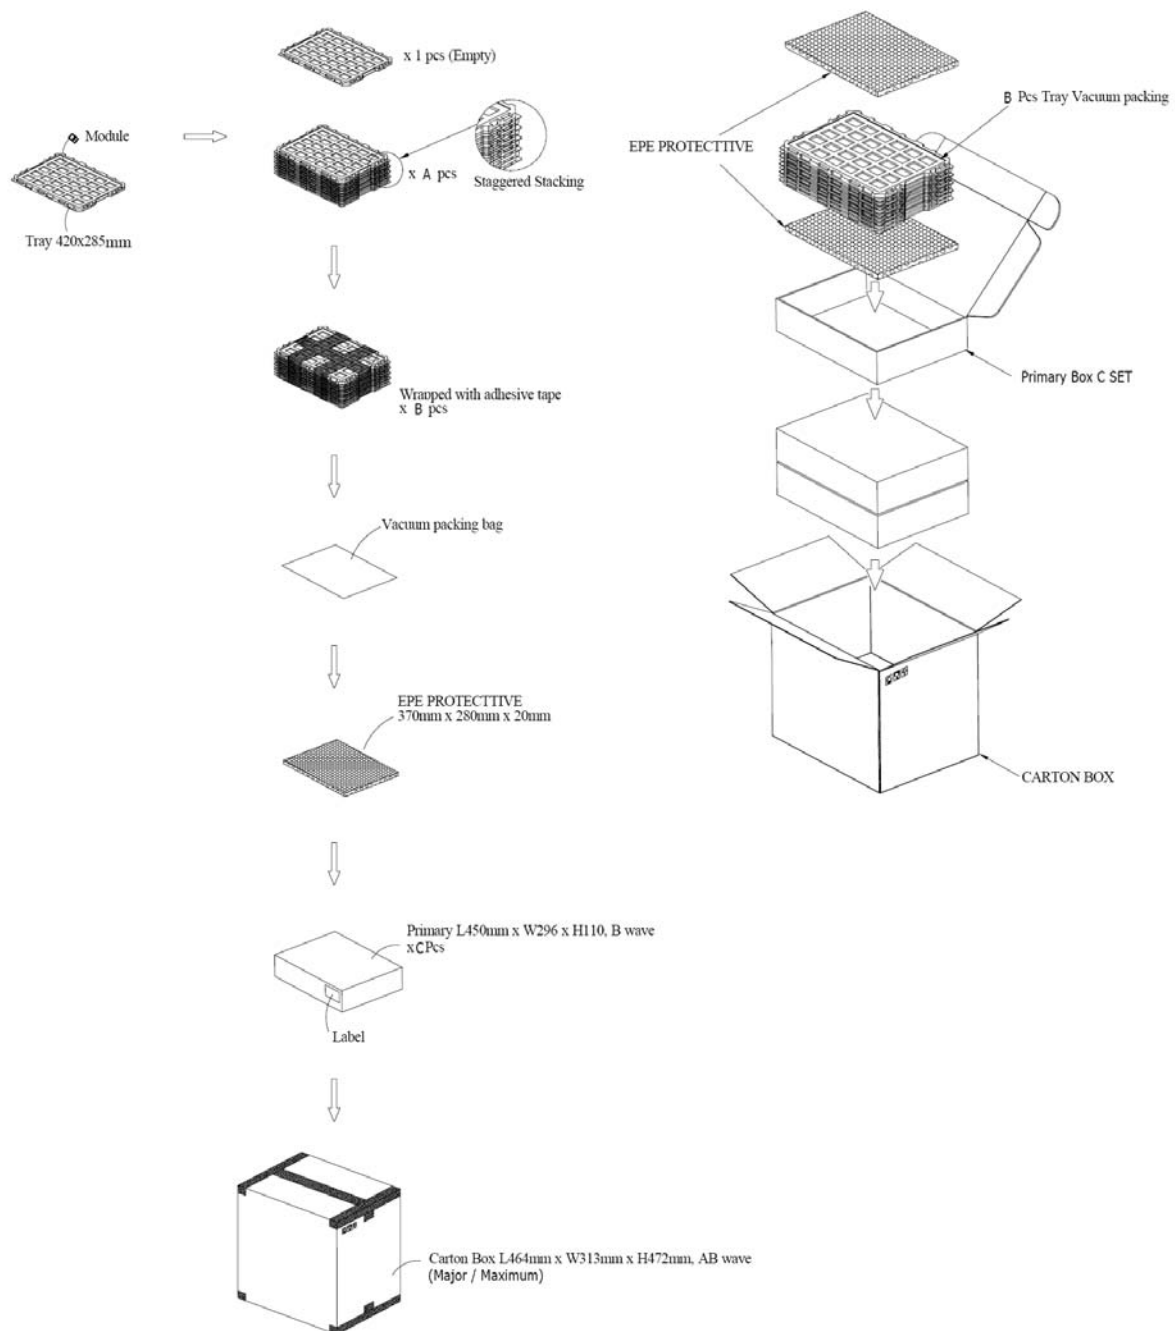 x 1 pcs (Empty)
Module
x A pcs
Staggered Stacking
Tray 420x285mm
Wrapped with adhesive tape
x B pcs
Vacuum packing bag
EPE PROTECTTIVE
370mm x 280mm x 20mm
Primary L450mm x W296 x H110, B wave
xCPcs
Label
Carton Box L464mm x W313mm x H472mm, AB wave
(Major / Maximum)
B Pcs Tray Vacuum packing
EPE PROTECTTIVE
Primary Box C SET
CARTON BOX